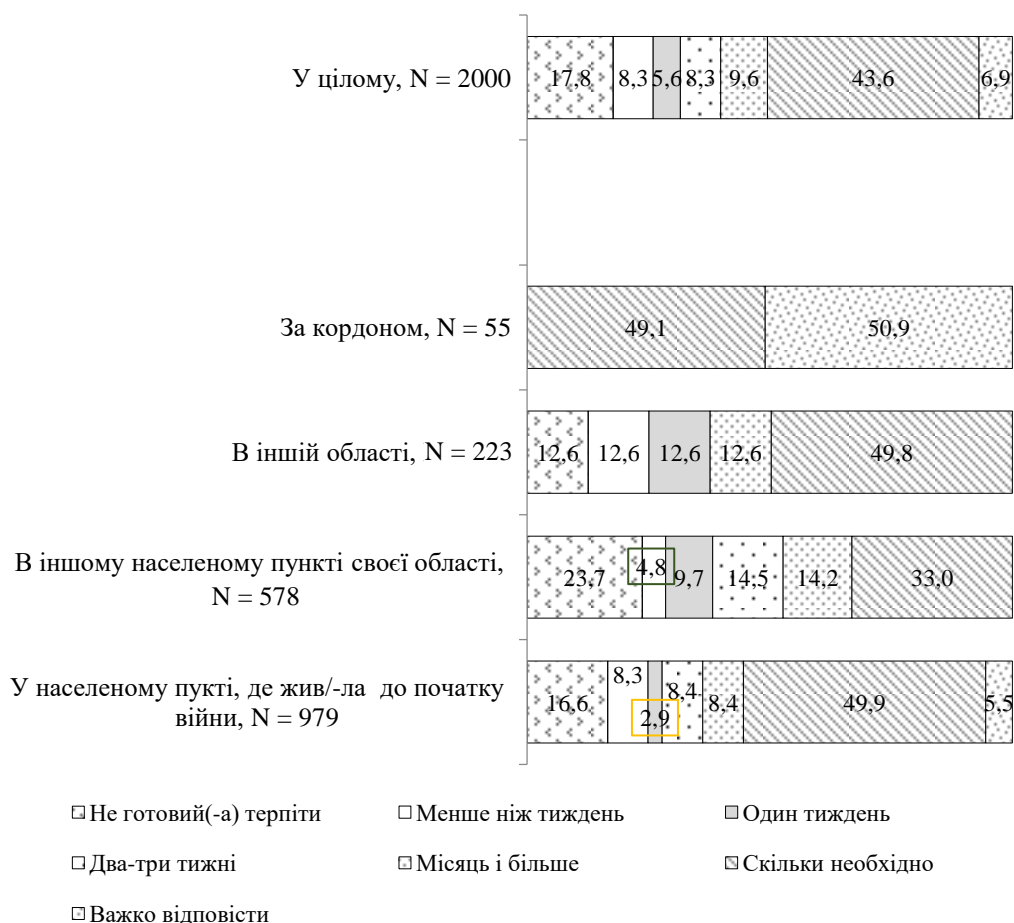 У цілому, N = 2000
17,8 8,3 5,6 8,3 9,6 43,6 6,9
За кордоном, N = 55
49,1 50,9
В іншій області, N = 223
12,6 12,6 12,6 12,6 49,8
В іншому населеному пункті своєї області,
N = 578
23,7 4,8 9,7 14,5 14,2 33,0
У населеному пукті, де жив/-ла до початку
війни, N = 979
16,6 8,3 2,9 8,4 8,4 49,9 5,5
Не готовий(-а) терпіти Менше ніж тиждень Один тиждень
Два-три тижні Місяць і більше Скільки необхідно
Важко відповісти